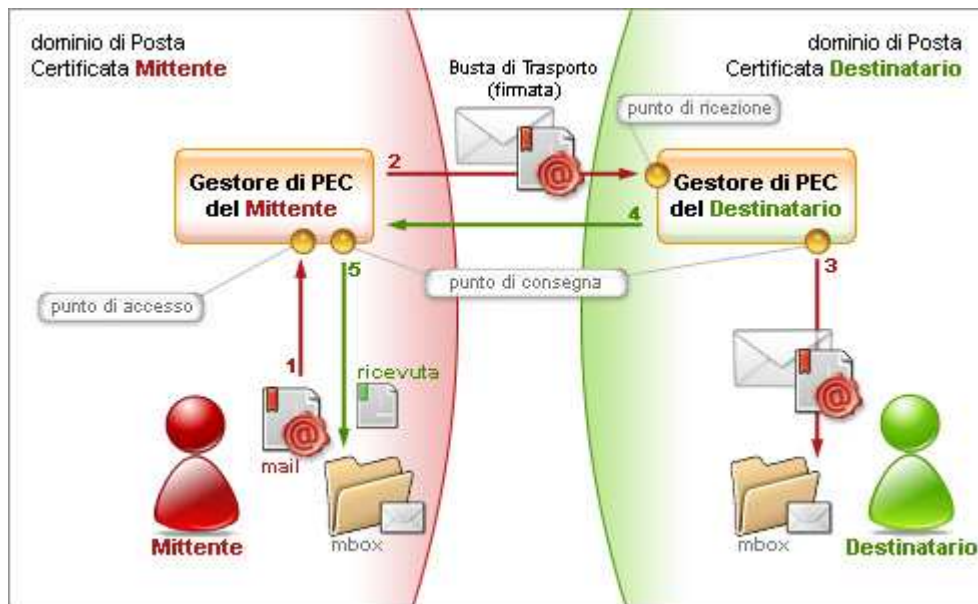 dominio di Posta
Certificata Mittente
dominio di Posta
Certificata Destinatario
Busta di Trasporto
(firmata)
punto di ricezione
2
Gestore di PEC
del Mittente
Gestore di PEC
del Destinatario
4
5
3
punto di consegna
punto di accesso
1
ricevuta
@
@
@
mail
mbox
mbox
Mittente
Destinatario